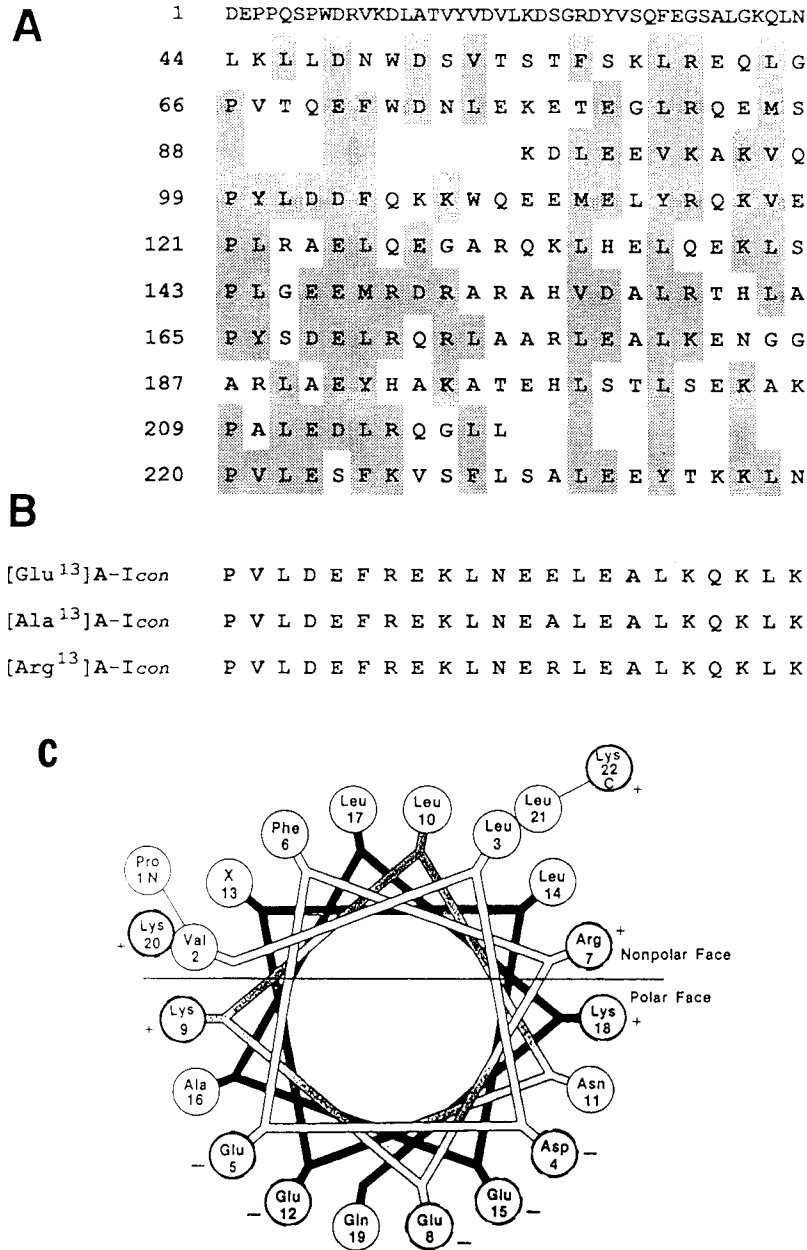 A
1 DEPPQSPWDRVKDLATVYVDVLKDSGRDYVSQFEGSALGKQLN
44 L K L L D N W D S V T S T F S K L R E Q L G
66 P V T Q E F W D N L E K E T E G L R Q E M S
88 K D L E E V K A K V Q
99 P Y L D D F Q K K W Q E E M E L Y R Q K V E
121 P L R A E L Q E G A R Q K L H E L Q E K L S
143 P L G E E M R D R A R A H V D A L R T H L A
165 P Y S D E L R Q R L A A R L E A L K E N G G
187 A R L A E Y H A K A T E H L S T L S E K A K
209 P A L E D L R Q G L L
220 P V L E S F K V S F L S A L E E Y T K K L N
B
[Glu13]A-Icon P V L D E F R E K L N E E L E A L K Q K L K
[Ala13]A-Icon P V L D E F R E K L N E A L E A L K Q K L K
[Arg13]A-Icon P V L D E F R E K L N E R L E A L K Q K L K
C
Lys 22 C +
Leu 21
Leu 17
Leu 10
Phe 6
Leu 3
Pro 1 N
X 13
Leu 14
+ Lys 20
Val 2
Arg 7 +
Nonpolar Face
Polar Face
+ Lys 9
Lys 18 +
Ala 16
Asn 11
− Glu 5
Asp 4 −
− Glu 12
Gln 19
Glu 8 −
Glu 15 −